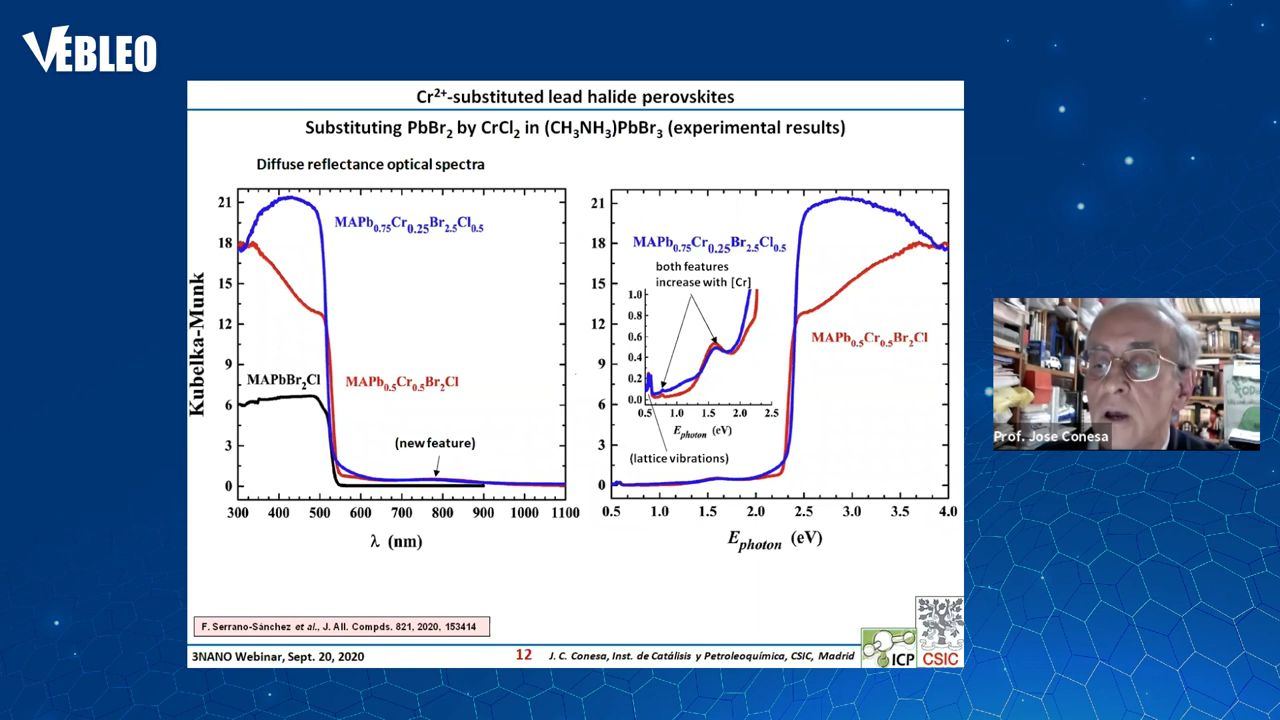 VEBLEO
Cr²⁺-substituted lead halide perovskites
Substituting PbBr₂ by CrCl₂ in (CH₃NH₃)PbBr₃ (experimental results)
Diffuse reflectance optical spectra
Kubelka-Munk
21
18
15
12
9
6
3
0
MAPb₀.₇₅Cr₀.₂₅Br₂.₅Cl₀.₅
MAPbBr₂Cl
MAPb₀.₅Cr₀.₅Br₂Cl
(new feature)
300 400 500 600 700 800 900 1000 1100
λ (nm)
21
18
15
12
9
6
3
0
MAPb₀.₇₅Cr₀.₂₅Br₂.₅Cl₀.₅
both features
increase with [Cr]
1.0
0.8
0.6
0.4
0.2
0.0
0.5 1.0 1.5 2.0 2.5
Ephoton (eV)
(lattice vibrations)
MAPb₀.₅Cr₀.₅Br₂Cl
0.5 1.0 1.5 2.0 2.5 3.0 3.5 4.0
Ephoton (eV)
Prof. Jose Conesa
F. Serrano-Sánchez et al., J. All. Compds. 821, 2020, 153414
3NANO Webinar, Sept. 20, 2020
12
J. C. Conesa, Inst. de Catálisis y Petroleoquímica, CSIC, Madrid
ICP
CSIC